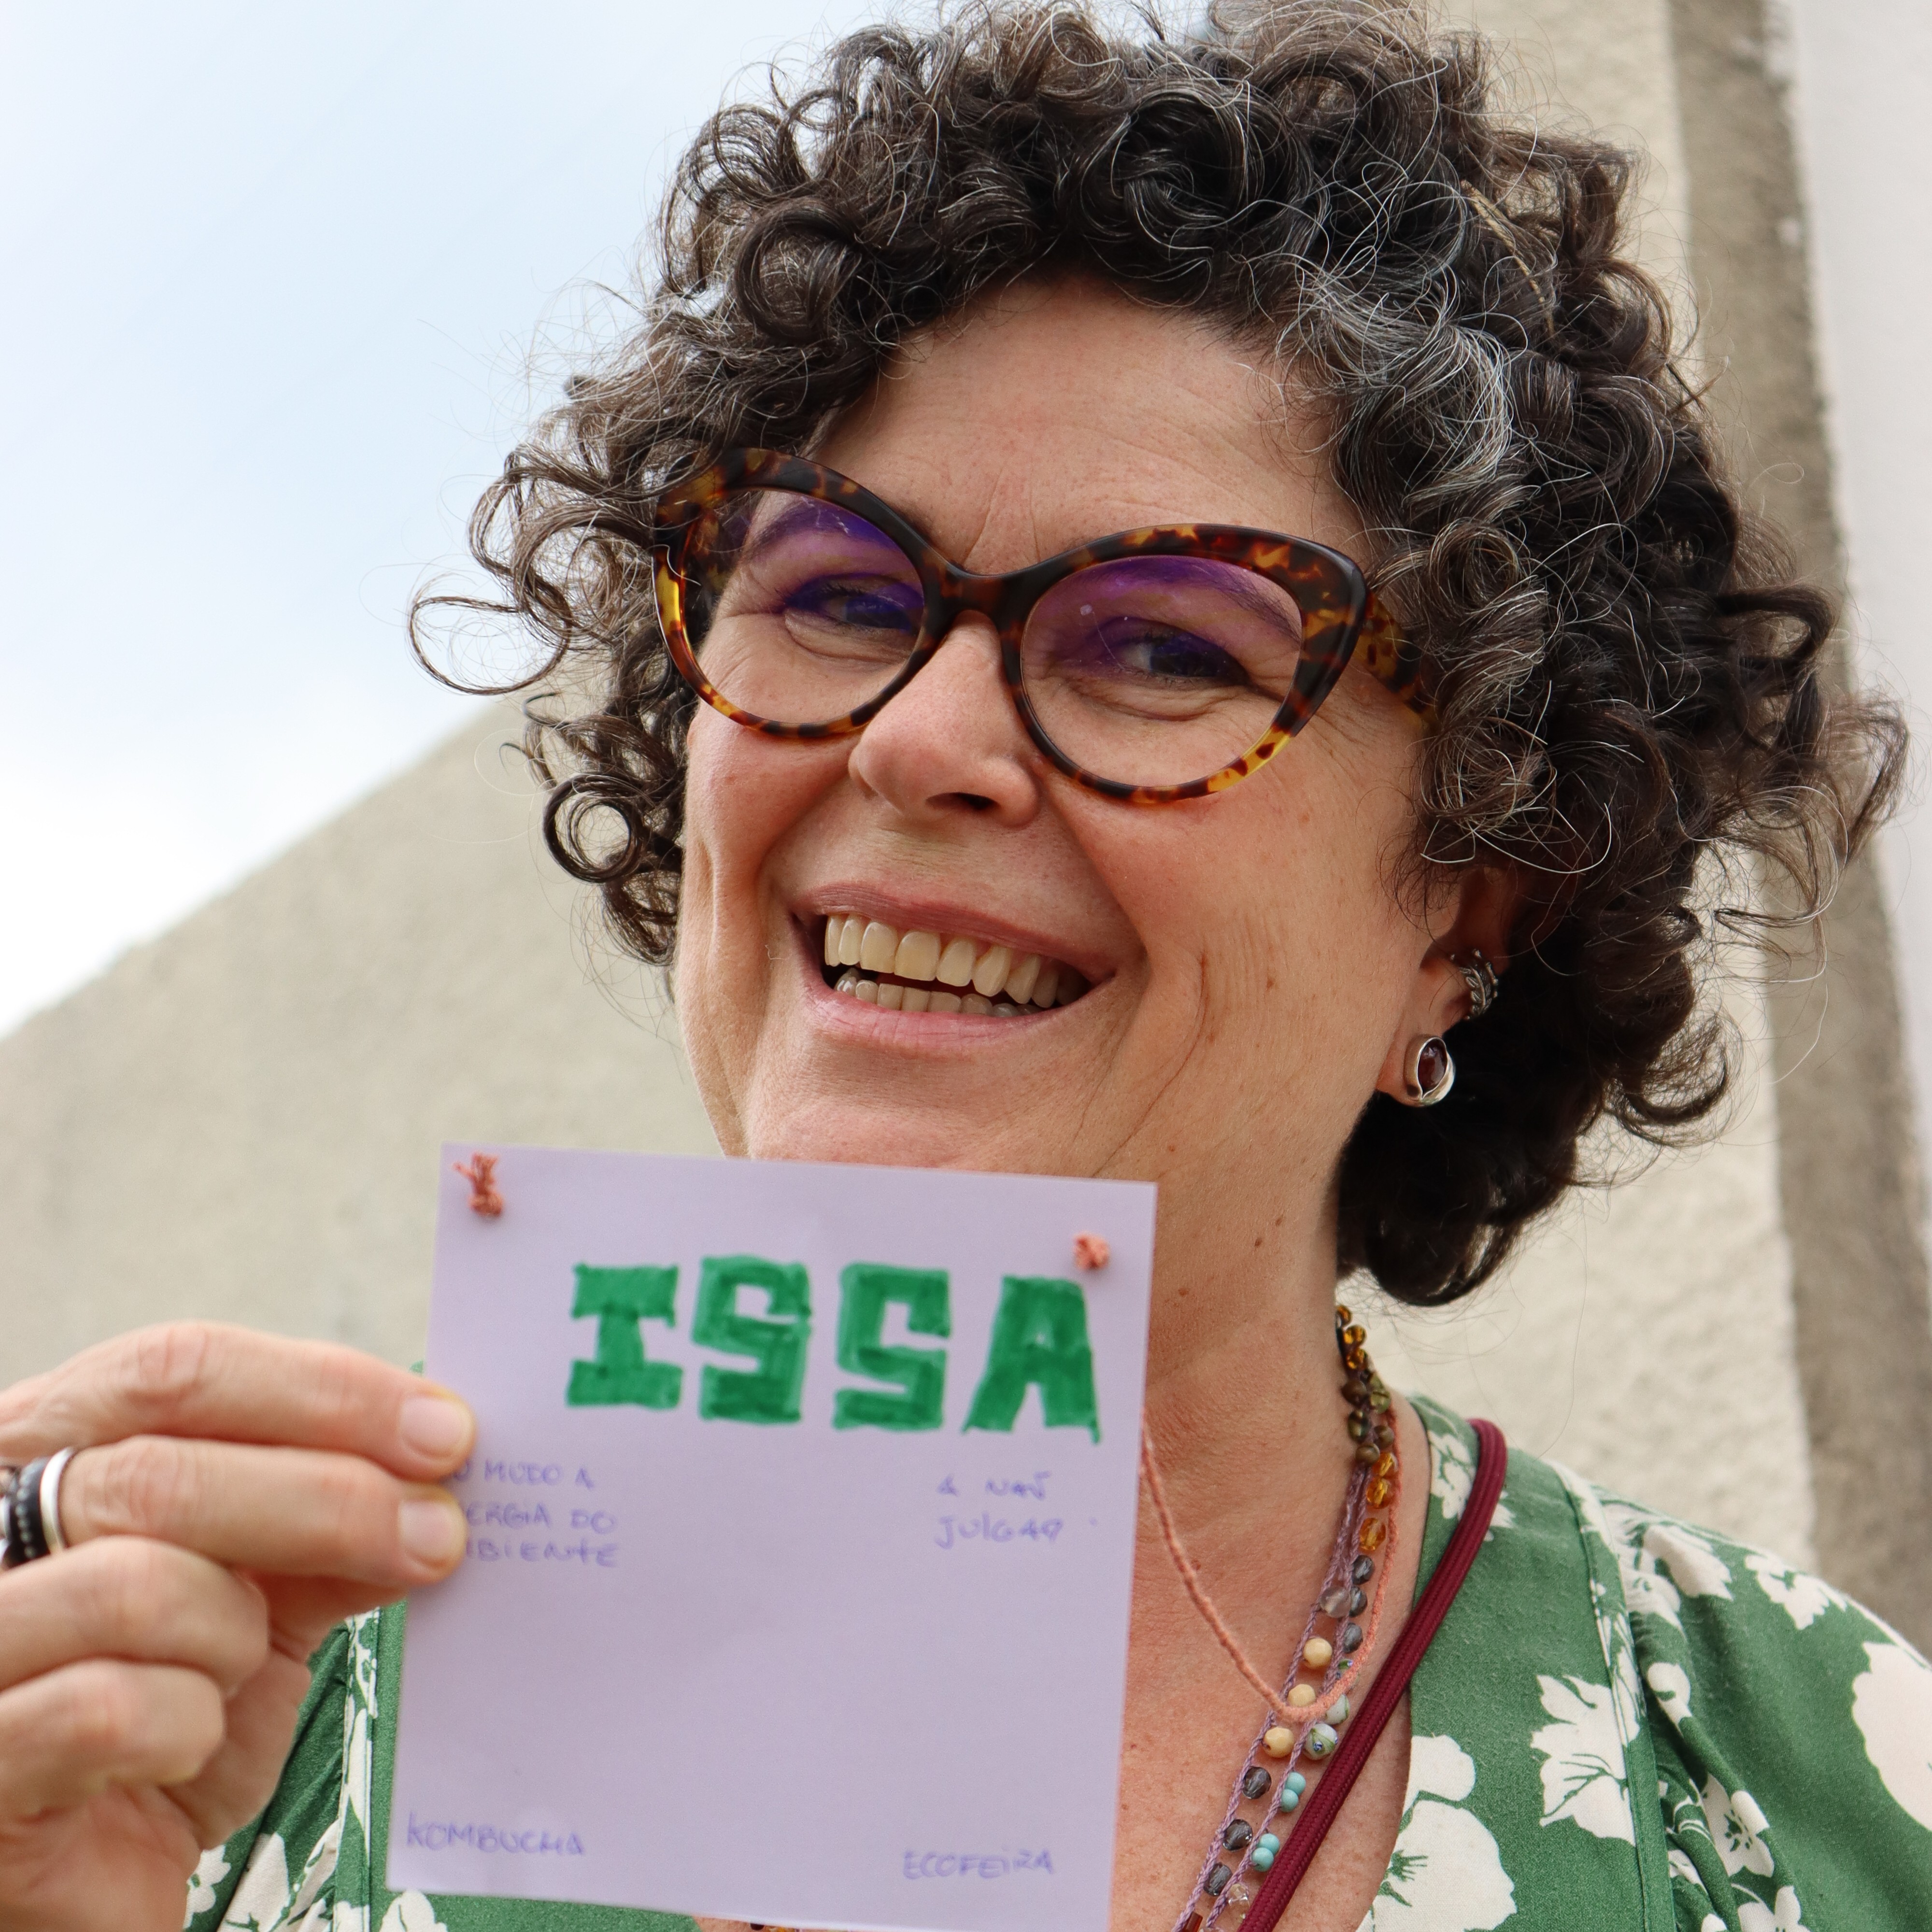 ISSA
MUDO A
ERGIA DO
BIENTE
A NAÕ
JULGAR
KOMBUCHA
ECOFEIRA